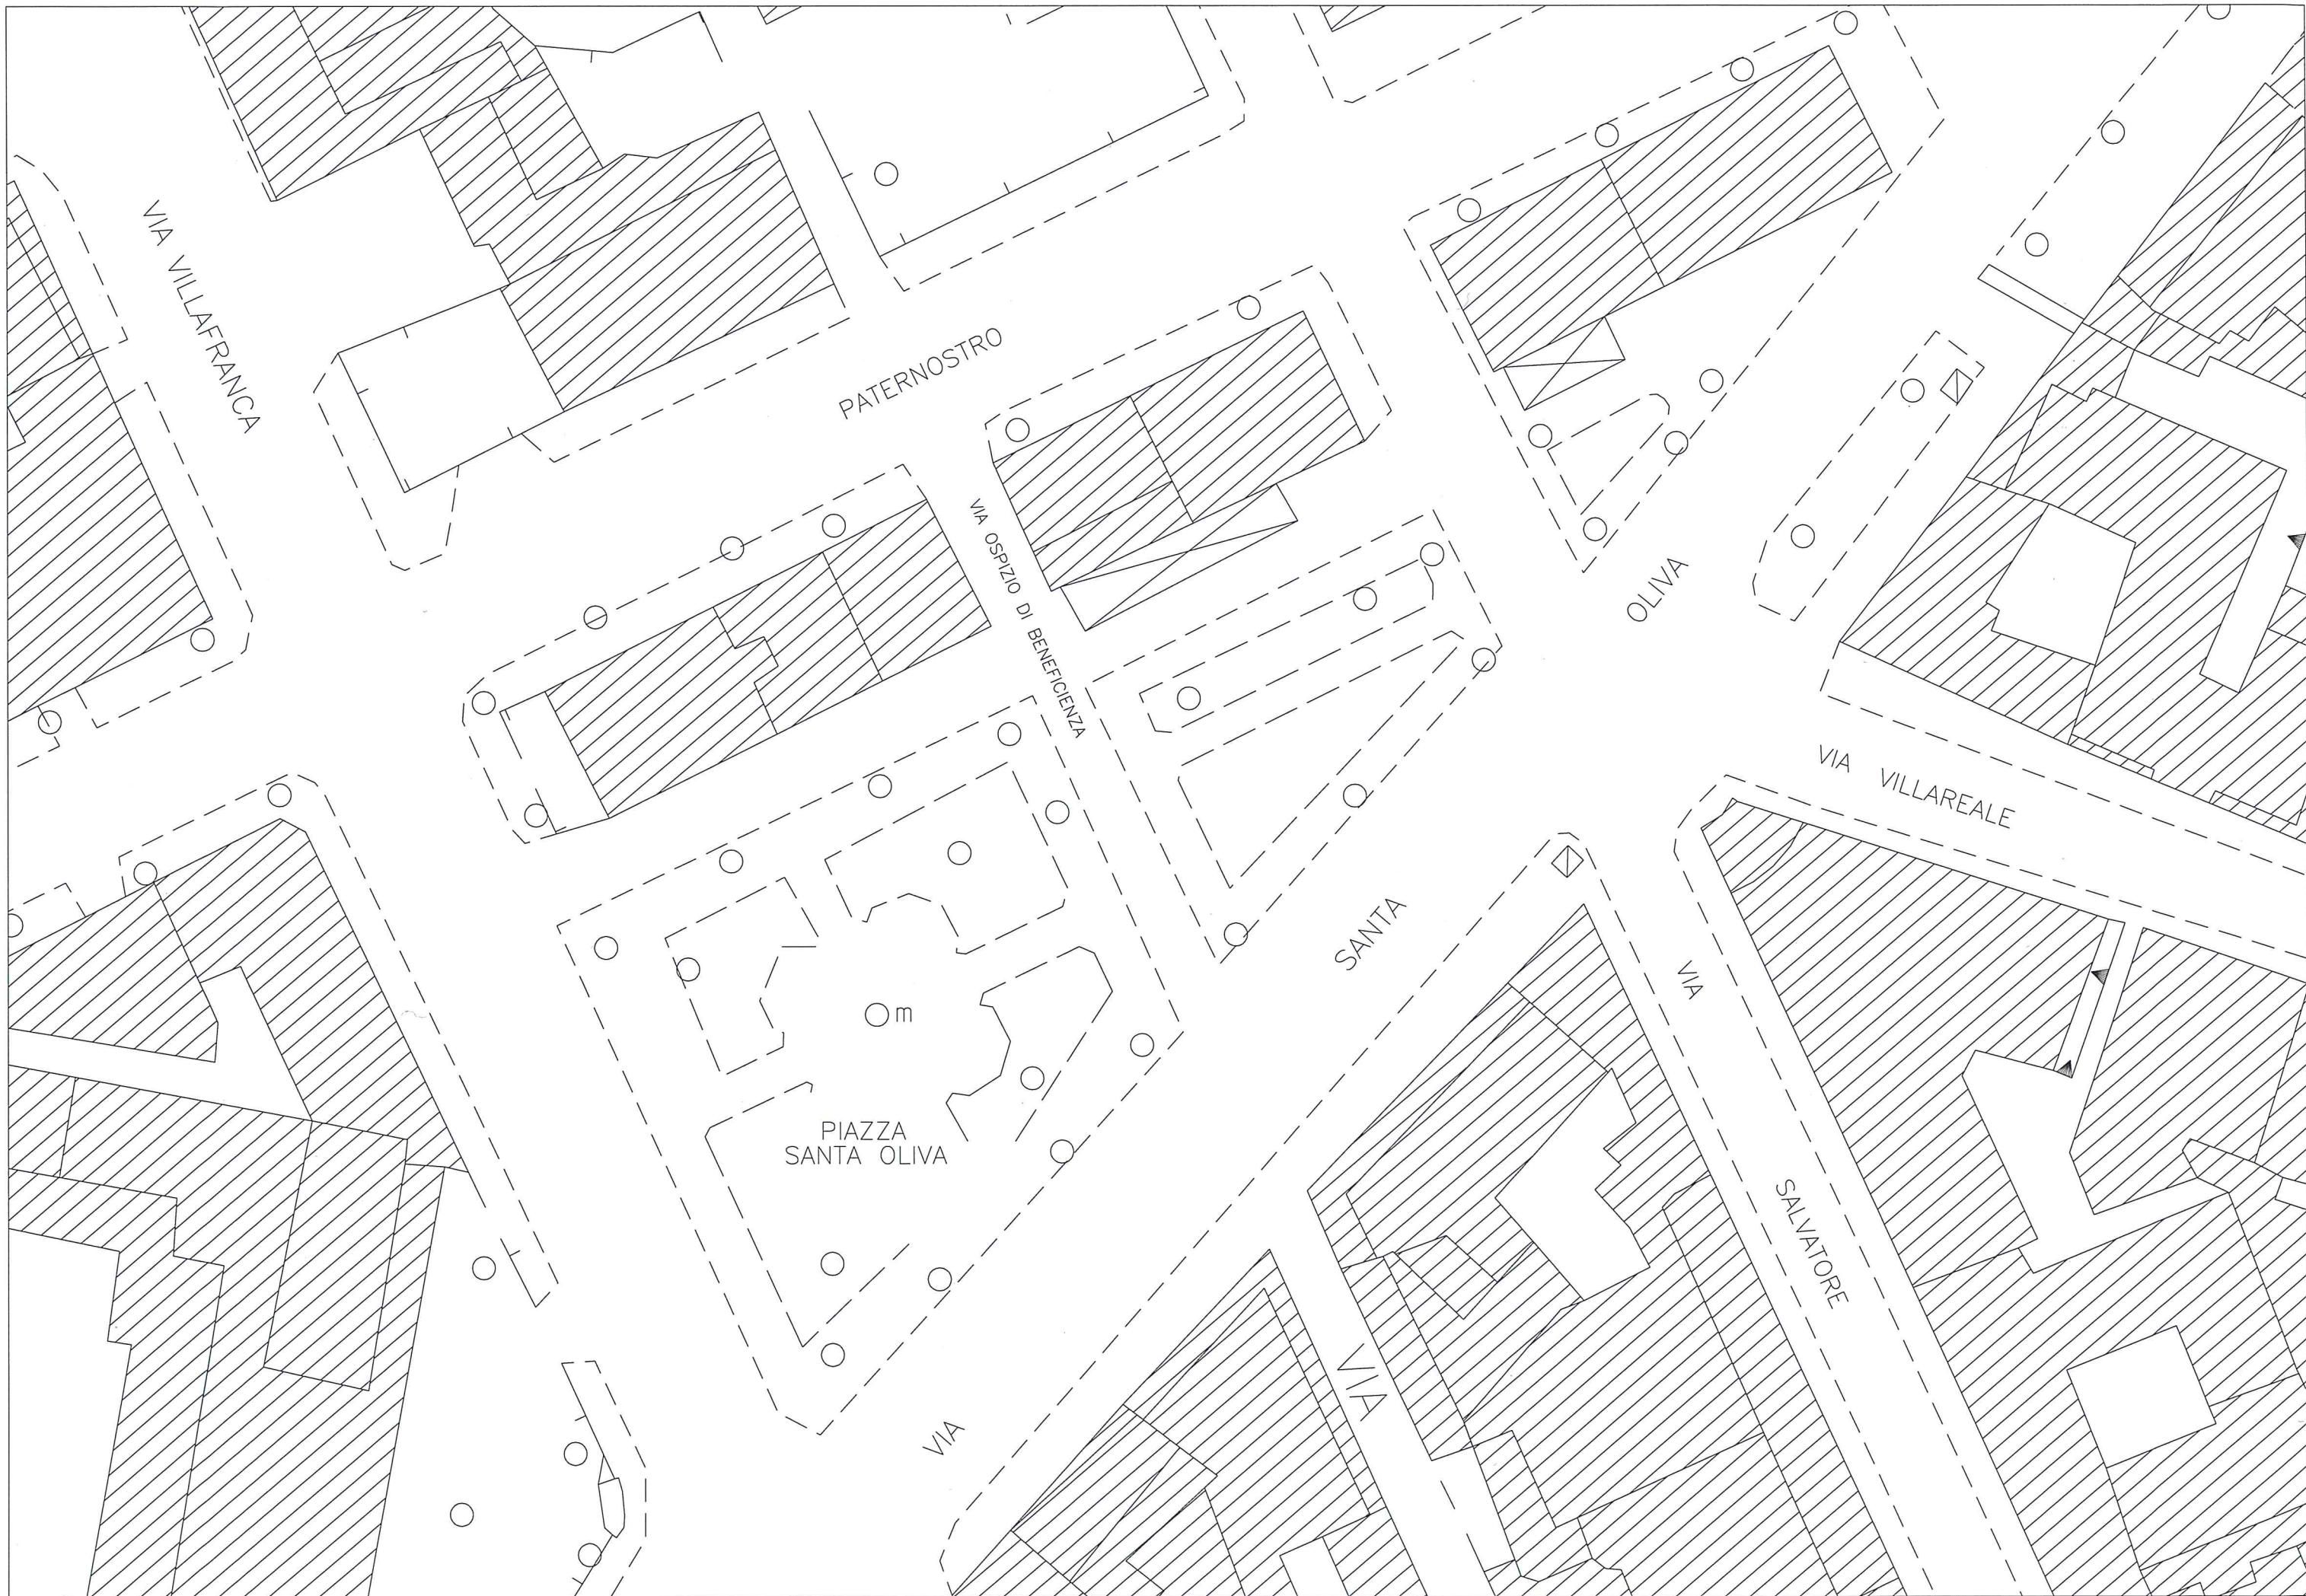 VIA VILLAFRANCA
PATERNOSTRO
VIA OSPIZIO DI BENEFICIENZA
OLIVA
VIA VILLAREALE
SANTA
VIA
m
PIAZZA
SANTA OLIVA
SALVATORE
VIA
VIA